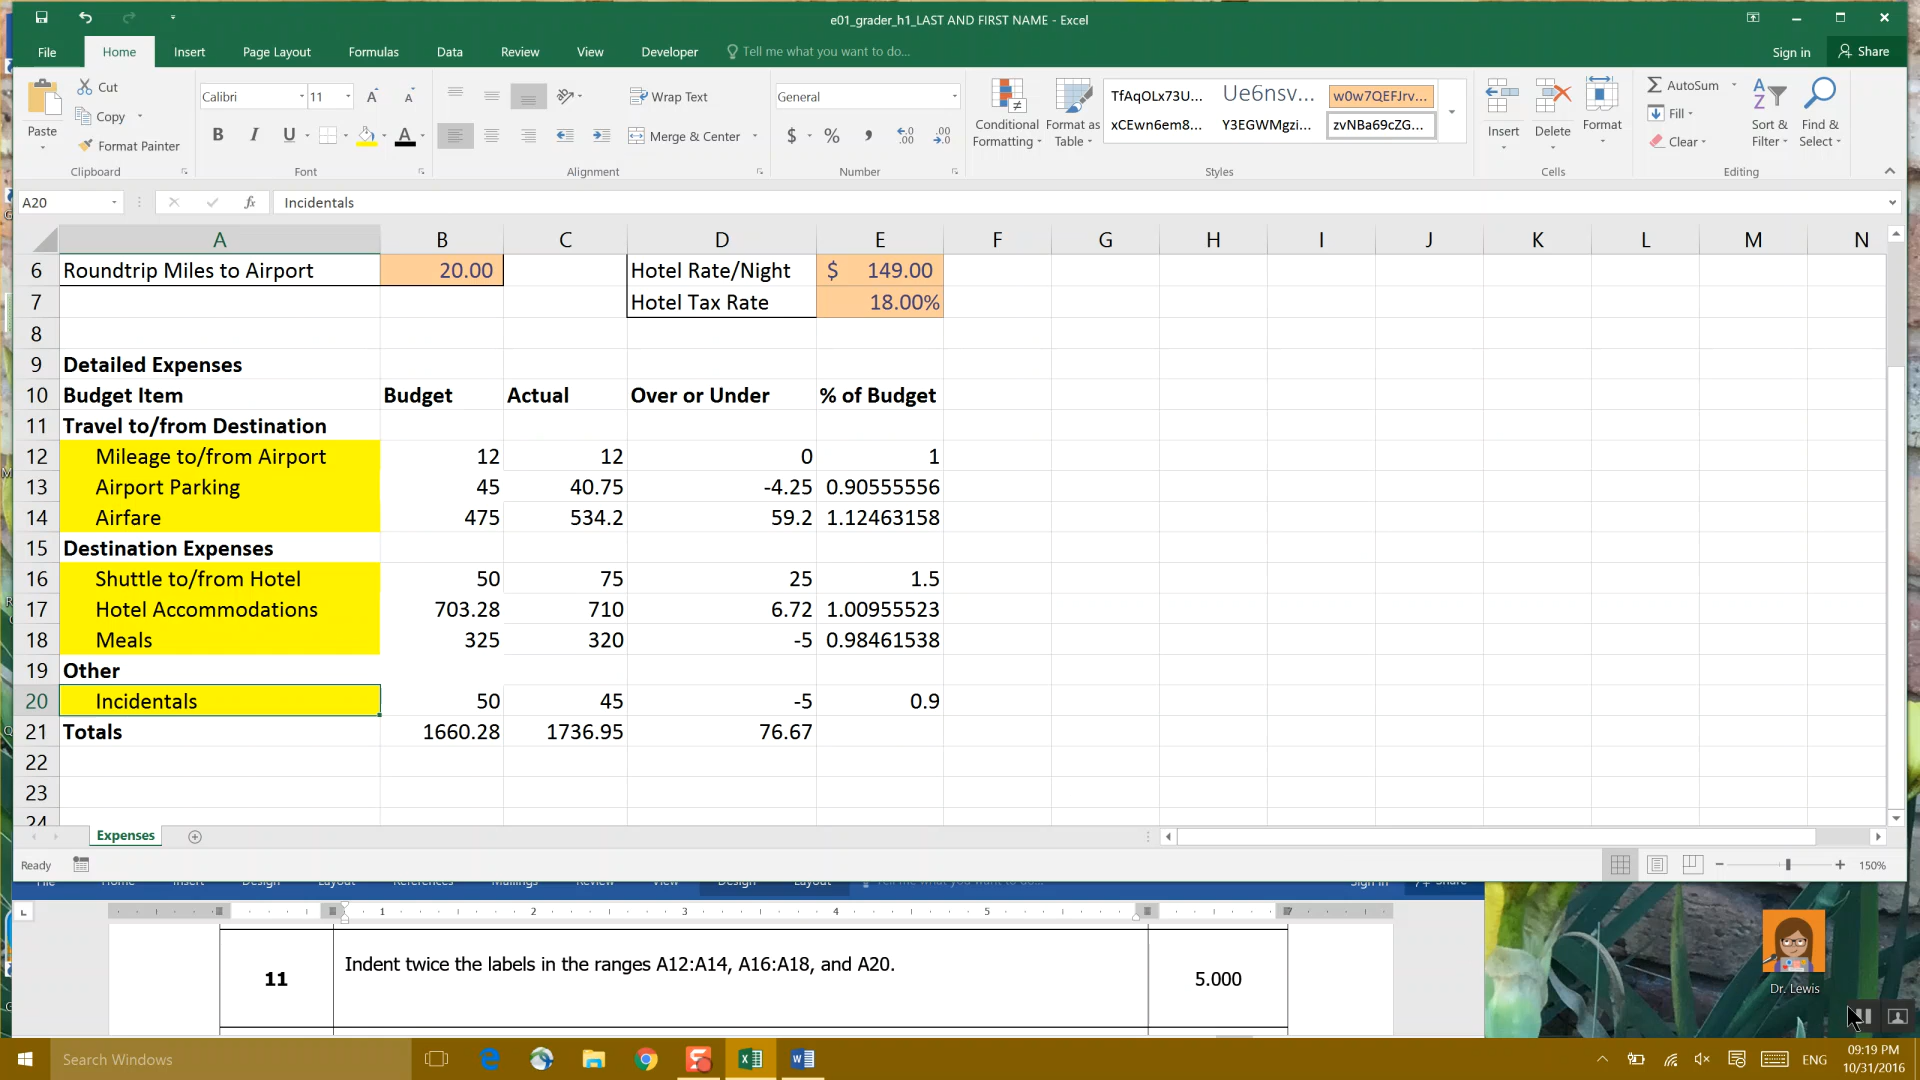 e01_grader_h1_LAST AND FIRST NAME - Excel
File Home Insert Page Layout Formulas Data Review View Developer Tell me what you want to do... Sign in Share
Paste Cut Copy Format Painter
Calibri 11 B I U A
Wrap Text Merge & Center
General $ % ,
Conditional Formatting Format as Table
TfAqOLx73U... Ue6nsv... w0w7QEFJrv...
xCEwn6em8... Y3EGWMgzi... zvNBa69cZG...
Insert Delete Format
AutoSum Fill Clear Sort & Filter Find & Select
Clipboard Font Alignment Number Styles Cells Editing
A20 fx Incidentals
A B C D E F G H I J K L M N
6 Roundtrip Miles to Airport 20.00 Hotel Rate/Night $ 149.00
7 Hotel Tax Rate 18.00%
8
9 Detailed Expenses
10 Budget Item Budget Actual Over or Under % of Budget
11 Travel to/from Destination
12 Mileage to/from Airport 12 12 0 1
13 Airport Parking 45 40.75 -4.25 0.90555556
14 Airfare 475 534.2 59.2 1.12463158
15 Destination Expenses
16 Shuttle to/from Hotel 50 75 25 1.5
17 Hotel Accommodations 703.28 710 6.72 1.00955523
18 Meals 325 320 -5 0.98461538
19 Other
20 Incidentals 50 45 -5 0.9
21 Totals 1660.28 1736.95 76.67
22
23
24
Expenses
Ready 150%
1 2 3 4 5
11 Indent twice the labels in the ranges A12:A14, A16:A18, and A20. 5.000
Dr. Lewis
Search Windows ENG 09:19 PM
10/31/2016